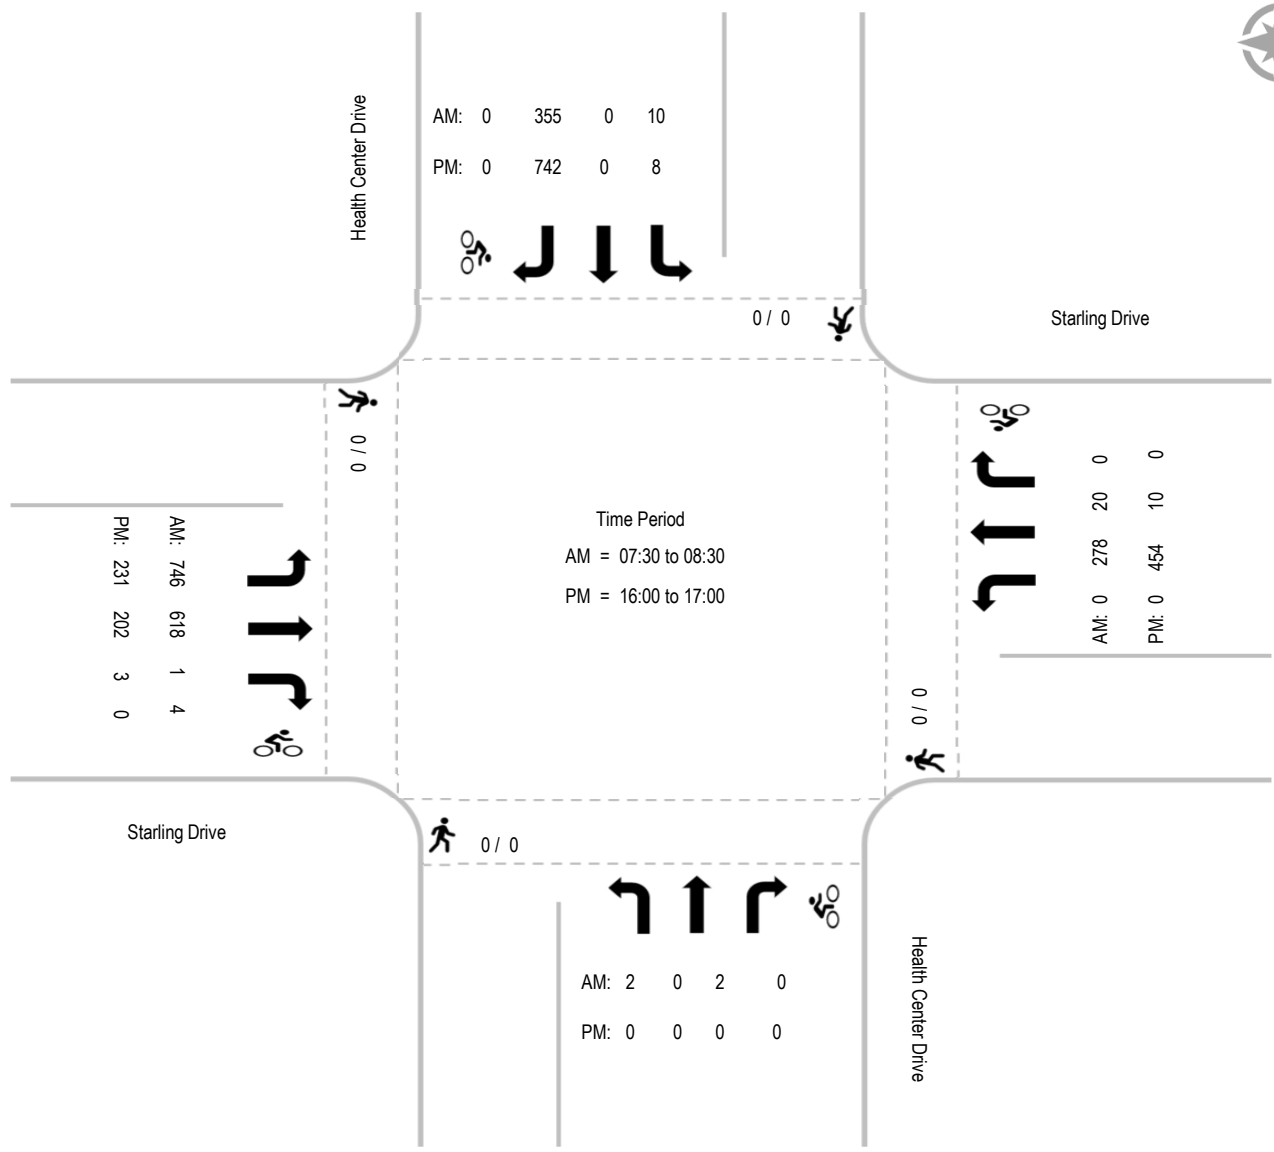 Health Center Drive
AM: 0 355 0 10
PM: 0 742 0 8
0 / 0
Starling Drive
0 / 0
AM: 746 618 1 4
PM: 231 202 3 0
Time Period
AM = 07:30 to 08:30
PM = 16:00 to 17:00
AM: 0 278 20 0
PM: 0 454 10 0
0 / 0
Starling Drive
0 / 0
AM: 2 0 2 0
PM: 0 0 0 0
Health Center Drive